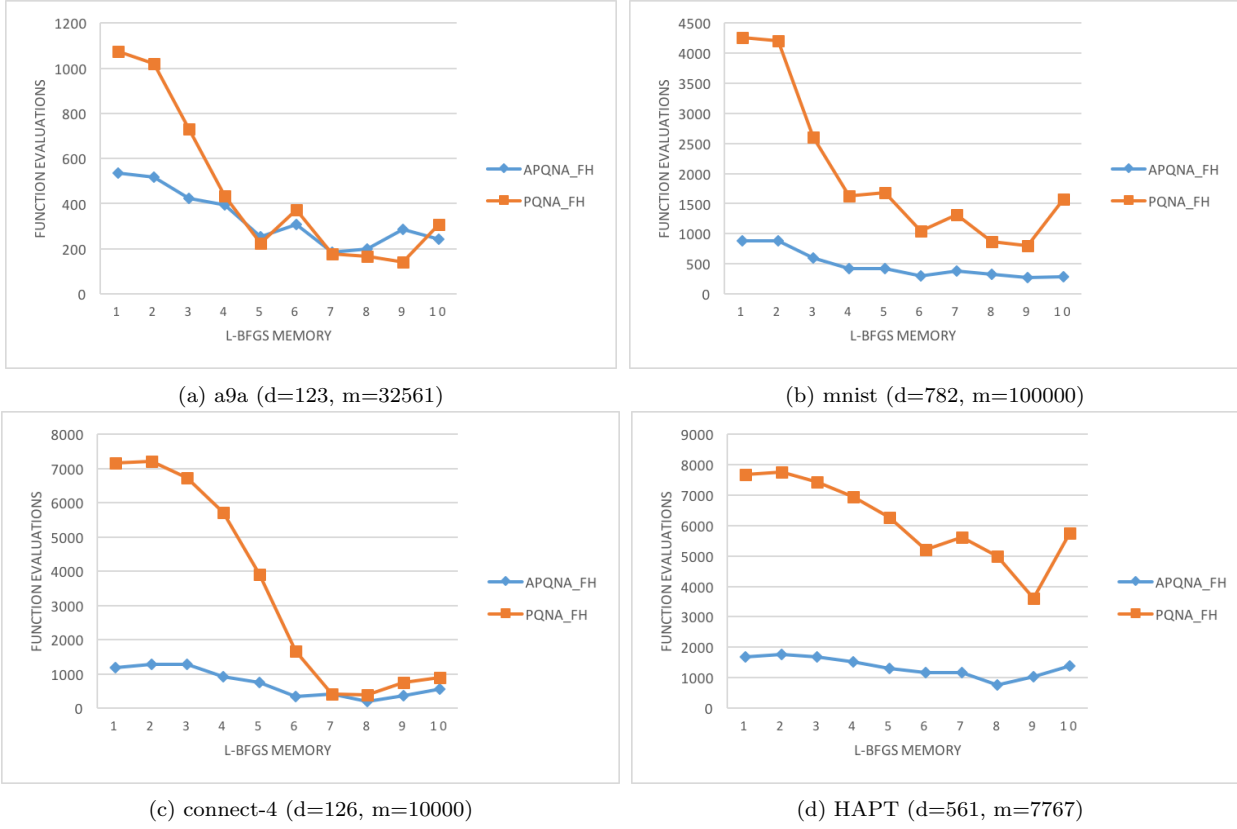 1200
1000
800
600
400
200
0
FUNCTION EVALUATIONS
1 2 3 4 5 6 7 8 9 10
L-BFGS MEMORY
APQNA_FH
PQNA_FH
(a) a9a (d=123, m=32561)
4500
4000
3500
3000
2500
2000
1500
1000
500
0
FUNCTION EVALUATIONS
1 2 3 4 5 6 7 8 9 10
L-BFGS MEMORY
APQNA_FH
PQNA_FH
(b) mnist (d=782, m=100000)
8000
7000
6000
5000
4000
3000
2000
1000
0
FUNCTION EVALUATIONS
1 2 3 4 5 6 7 8 9 10
L-BFGS MEMORY
APQNA_FH
PQNA_FH
(c) connect-4 (d=126, m=10000)
9000
8000
7000
6000
5000
4000
3000
2000
1000
0
FUNCTION EVALUATIONS
1 2 3 4 5 6 7 8 9 10
L-BFGS MEMORY
APQNA_FH
PQNA_FH
(d) HAPT (d=561, m=7767)